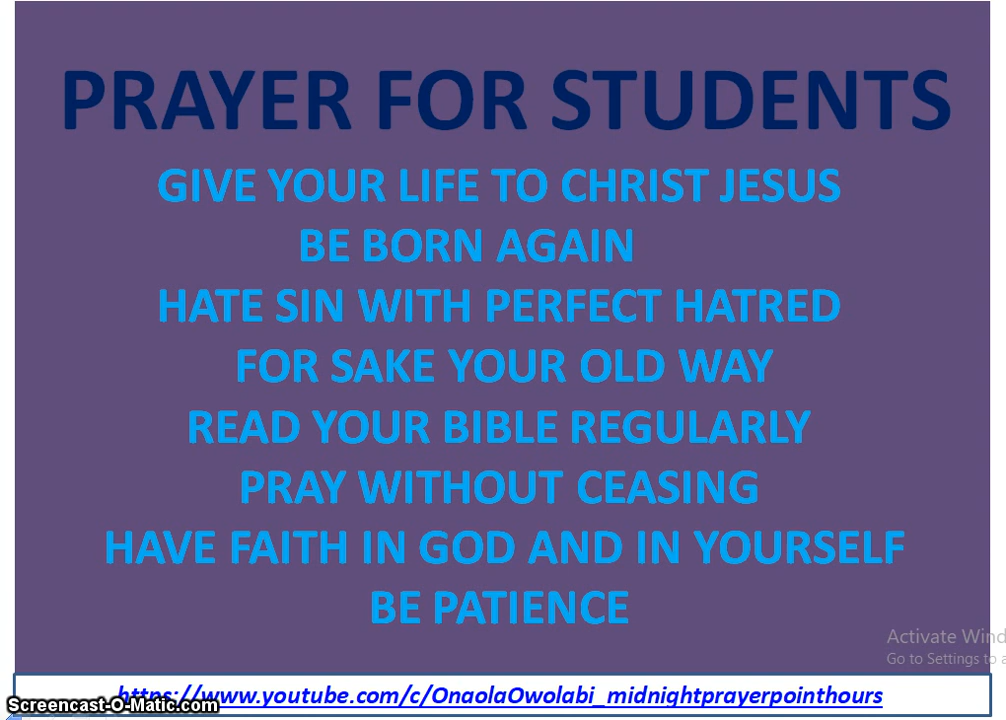 PRAYER FOR STUDENTS
GIVE YOUR LIFE TO CHRIST JESUS
BE BORN AGAIN
HATE SIN WITH PERFECT HATRED
FOR SAKE YOUR OLD WAY
READ YOUR BIBLE REGULARLY
PRAY WITHOUT CEASING
HAVE FAITH IN GOD AND IN YOURSELF
BE PATIENCE
Activate Wind
Go to Settings to a
https://www.youtube.com/c/OnaolaOwolabi_midnightprayerpointhours
Screencast-O-Matic.com